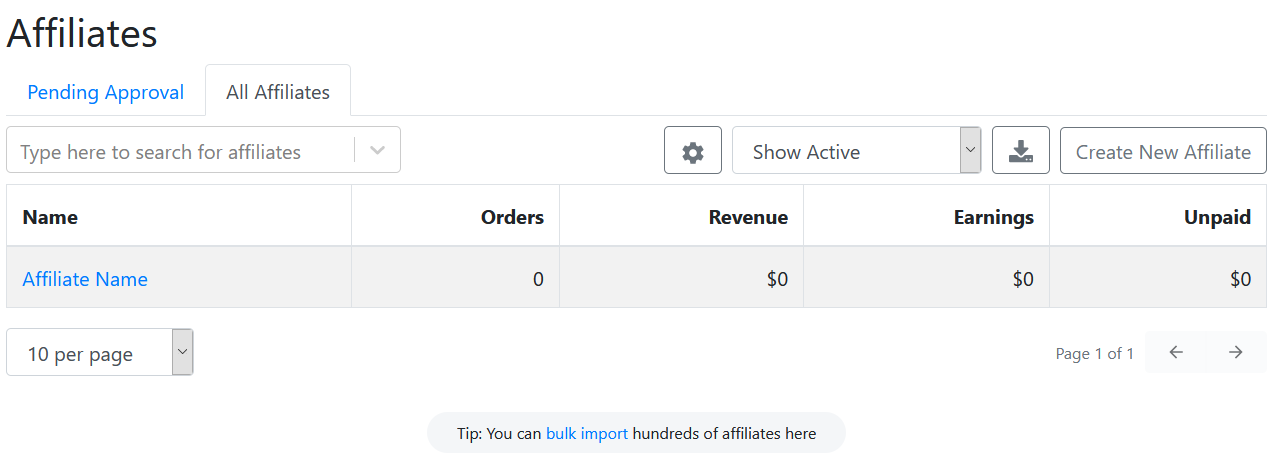 Affiliates
Pending Approval All Affiliates
Type here to search for affiliates Show Active Create New Affiliate
Name Orders Revenue Earnings Unpaid
Affiliate Name 0 $0 $0 $0
10 per page Page 1 of 1
Tip: You can bulk import hundreds of affiliates here